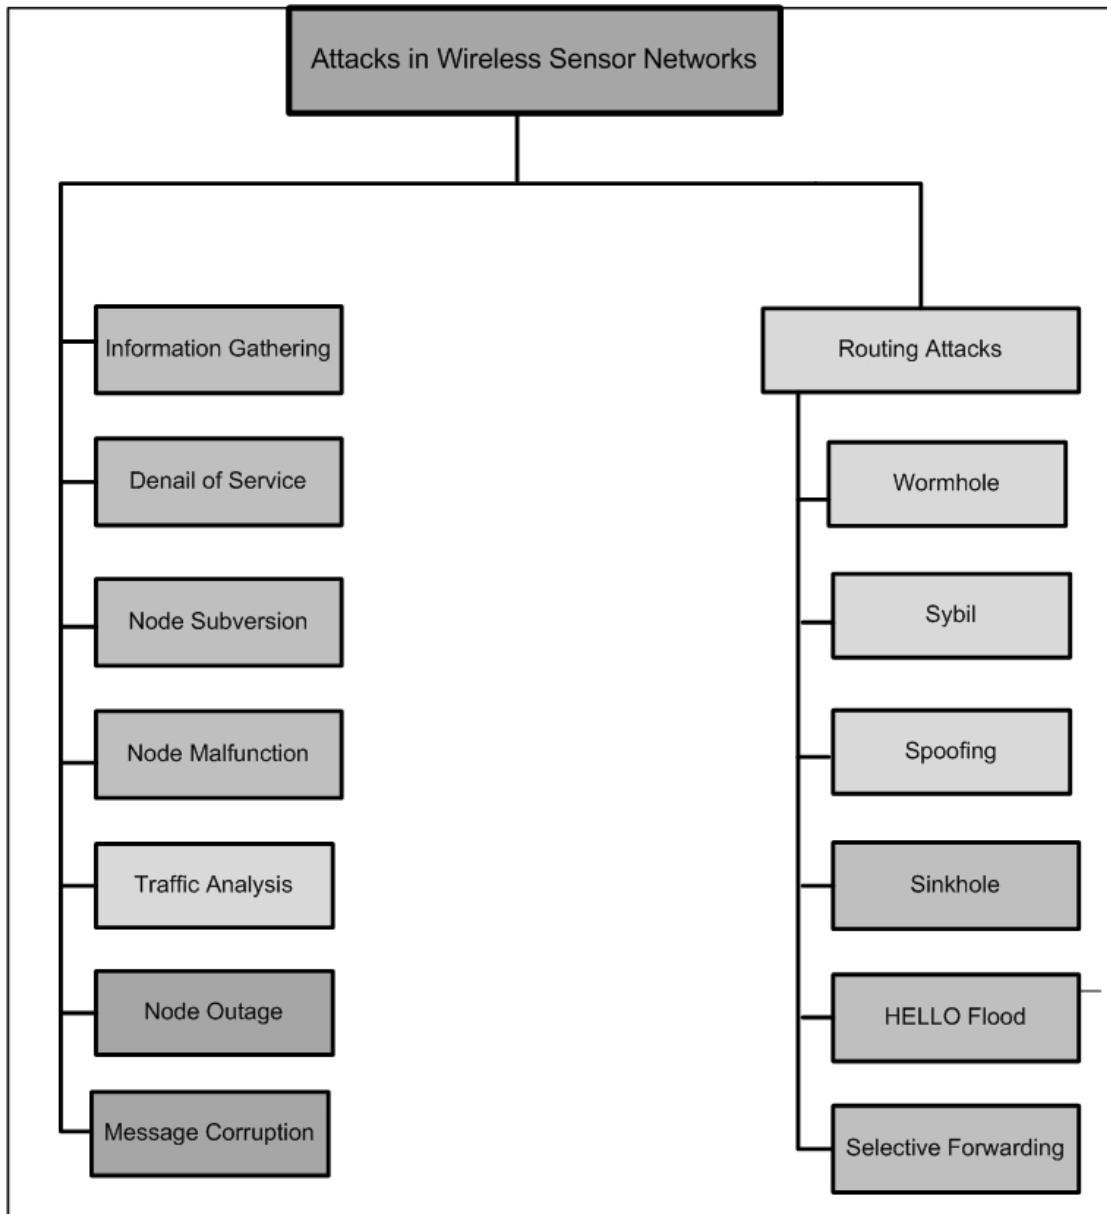 Attacks in Wireless Sensor Networks
Information Gathering
Denail of Service
Node Subversion
Node Malfunction
Traffic Analysis
Node Outage
Message Corruption
Routing Attacks
Wormhole
Sybil
Spoofing
Sinkhole
HELLO Flood
Selective Forwarding